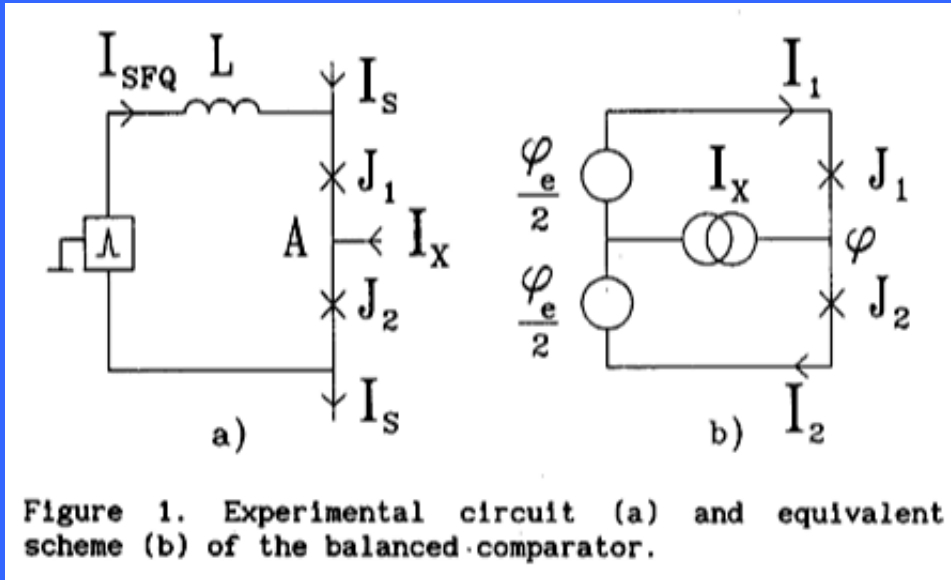 I_SFQ L I_S
J_1
A I_X
J_2
I_S
a)
I_1
φ_e/2 I_X J_1
φ
φ_e/2 J_2
I_2
b)
Figure 1. Experimental circuit (a) and equivalent
scheme (b) of the balanced comparator.